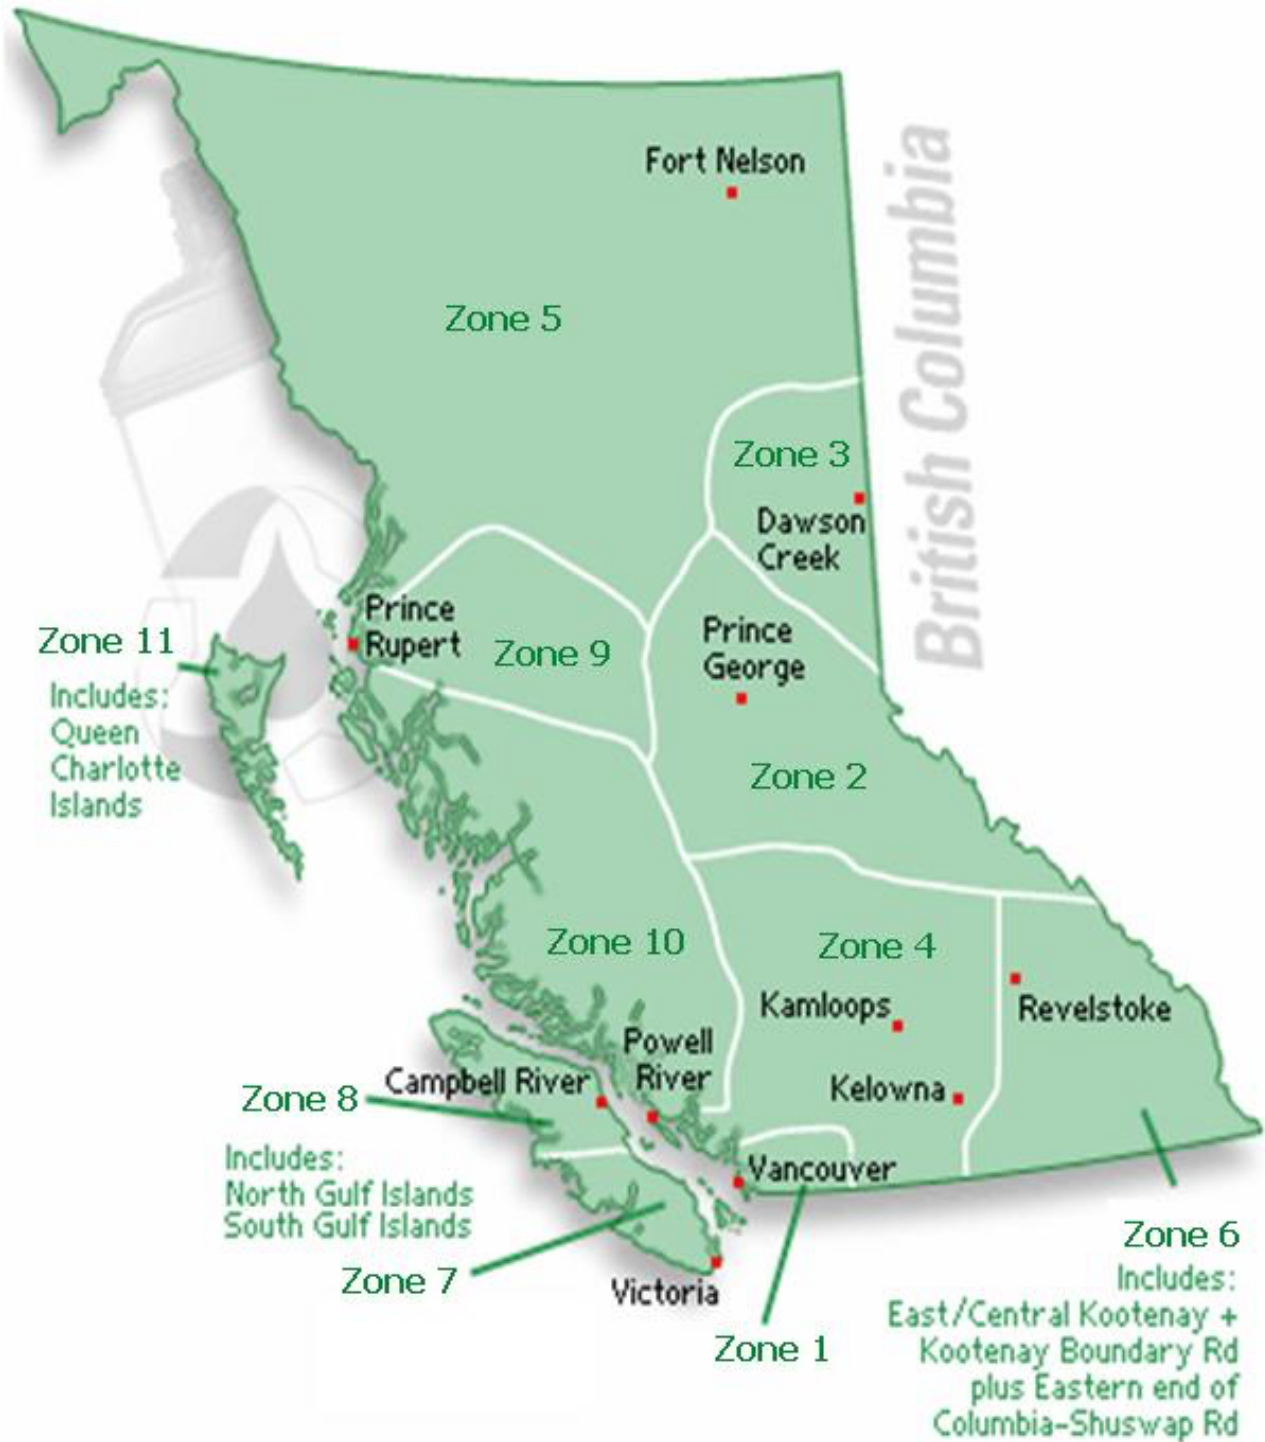 Fort Nelson
British Columbia
Zone 5
Zone 3
Dawson
Creek
Prince
Rupert
Zone 9
Prince
George
Zone 11
Includes:
Queen
Charlotte
Islands
Zone 2
Zone 10
Zone 4
Kamloops
Revelstoke
Powell
River
Campbell River
Kelowna
Zone 8
Includes:
North Gulf Islands
South Gulf Islands
Vancouver
Zone 7
Victoria
Zone 1
Zone 6
Includes:
East/Central Kootenay +
Kootenay Boundary Rd
plus Eastern end of
Columbia-Shuswap Rd